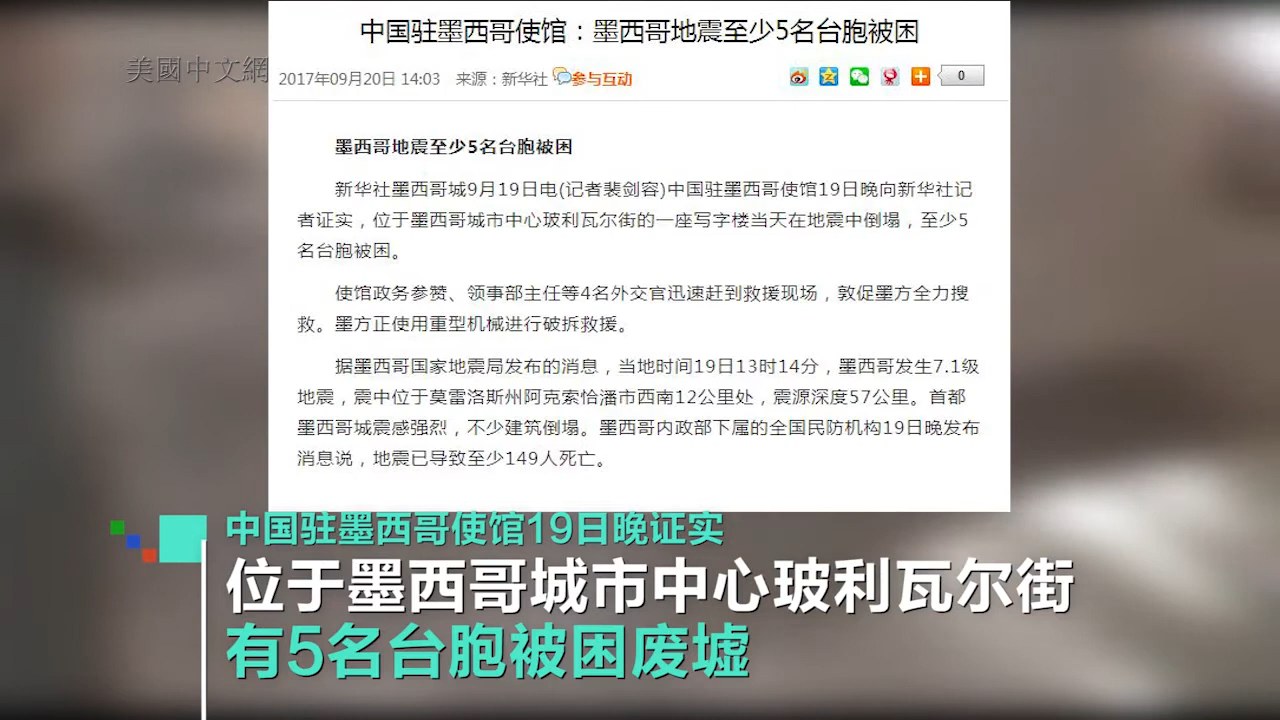 中国驻墨西哥使馆：墨西哥地震至少5名台胞被困
美國中文網
2017年09月20日 14:03 来源：新华社 参与互动 0
墨西哥地震至少5名台胞被困
新华社墨西哥城9月19日电(记者裴剑容)中国驻墨西哥使馆19日晚向新华社记
者证实，位于墨西哥城市中心玻利瓦尔街的一座写字楼当天在地震中倒塌，至少5
名台胞被困。
使馆政务参赞、领事部主任等4名外交官迅速赶到救援现场，敦促墨方全力搜
救。墨方正使用重型机械进行破拆救援。
据墨西哥国家地震局发布的消息，当地时间19日13时14分，墨西哥发生7.1级
地震，震中位于莫雷洛斯州阿克索恰潘市西南12公里处，震源深度57公里。首都
墨西哥城震感强烈，不少建筑倒塌。墨西哥内政部下属的全国民防机构19日晚发布
消息说，地震已导致至少149人死亡。
中国驻墨西哥使馆19日晚证实
位于墨西哥城市中心玻利瓦尔街
有5名台胞被困废墟